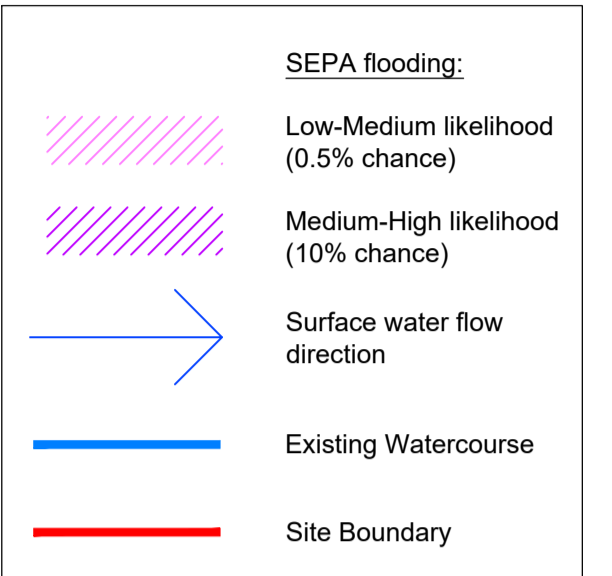 SEPA flooding:
Low-Medium likelihood
(0.5% chance)
Medium-High likelihood
(10% chance)
Surface water flow
direction
Existing Watercourse
Site Boundary